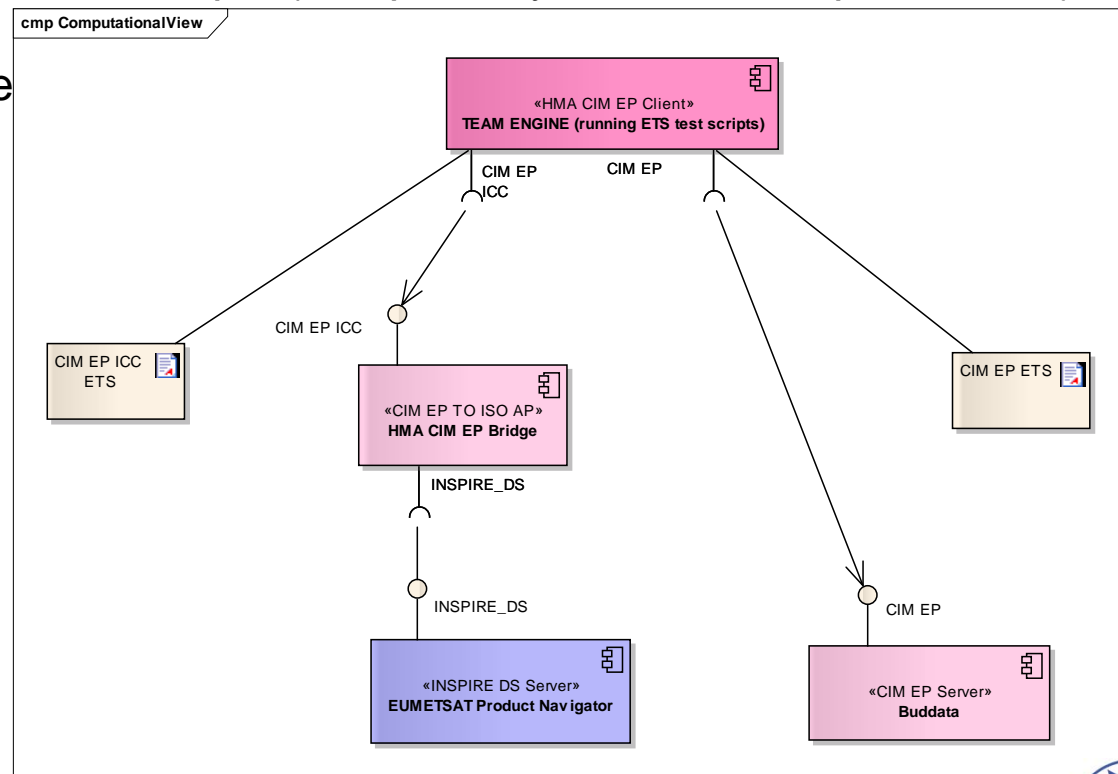 cmp ComputationalView
e
«HMA CIM EP Client»
TEAM ENGINE (running ETS test scripts)
CIM EP
ICC
CIM EP
CIM EP ICC
CIM EP ICC
ETS
CIM EP ETS
«CIM EP TO ISO AP»
HMA CIM EP Bridge
INSPIRE_DS
INSPIRE_DS
CIM EP
«INSPIRE DS Server»
EUMETSAT Product Navigator
«CIM EP Server»
Buddata